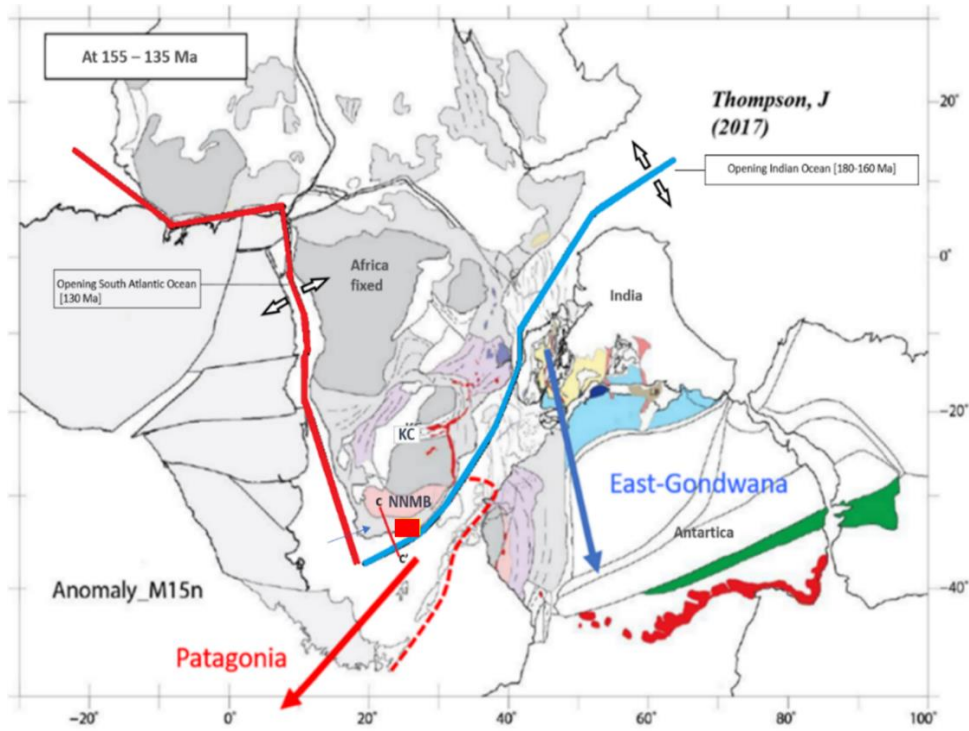 At 155 – 135 Ma
Thompson, J
(2017)
Opening Indian Ocean [180-160 Ma]
Africa
fixed
India
Opening South Atlantic Ocean
[130 Ma]
KC
c NNMB
c'
East-Gondwana
Antartica
Anomaly_M15n
Patagonia
20°
0°
-20°
-40°
-20°
0°
20°
40°
60°
80°
100°